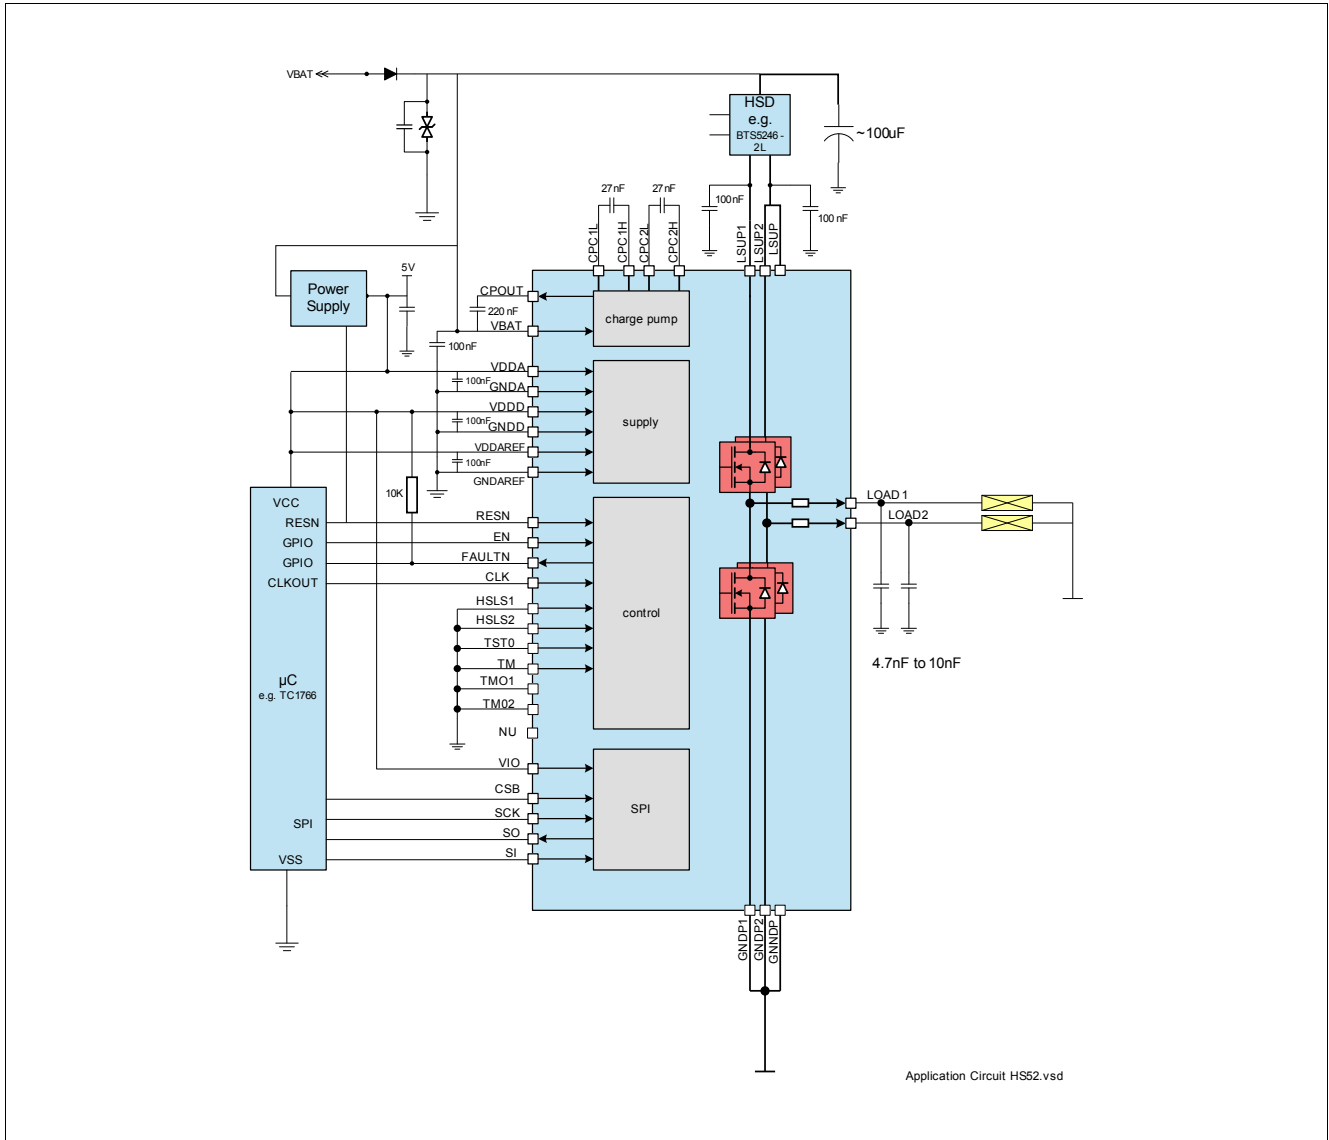 VBAT
HSD
e.g.
BTS5246 -
2L
~100uF
27nF
27nF
100nF
100 nF
CPC1L
CPC1H
CPC2L
CPC2H
LSUP1
LSUP2
LSUP
5V
Power
Supply
CPOUT
220 nF
VBAT
100nF
charge pump
VDDA
100nF
GNDA
VDDD
100nF
GNDD
VDDAREF
100nF
GNDAREF
supply
10K
VCC
RESN
GPIO
GPIO
CLKOUT
µC
e.g. TC1766
SPI
VSS
RESN
EN
FAULTN
CLK
HSLS1
HSLS2
TST0
TM
TMO1
TM02
NU
control
VIO
CSB
SCK
SO
SI
SPI
LOAD1
LOAD2
4.7nF to 10nF
GNDP1
GNDP2
GNNDP
Application Circuit HS52.vsd